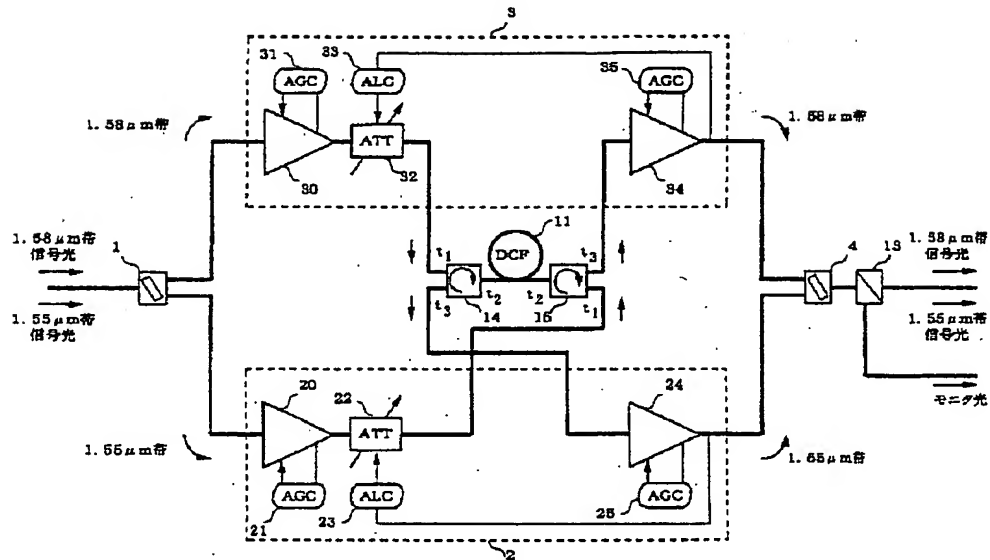 3
31
33
35
AGC
ALC
AGC
1.58μm帯
1.58μm帯
ATT
30
32
34
11
1.58μm帯
信号光
1
t₁
DCF
t₃
4
13
1.58μm帯
信号光
t₂
t₂
1.55μm帯
信号光
t₃
14
15
t₁
1.55μm帯
信号光
20
22
24
モニタ光
ATT
1.55μm帯
1.55μm帯
AGC
ALC
AGC
21
23
25
2